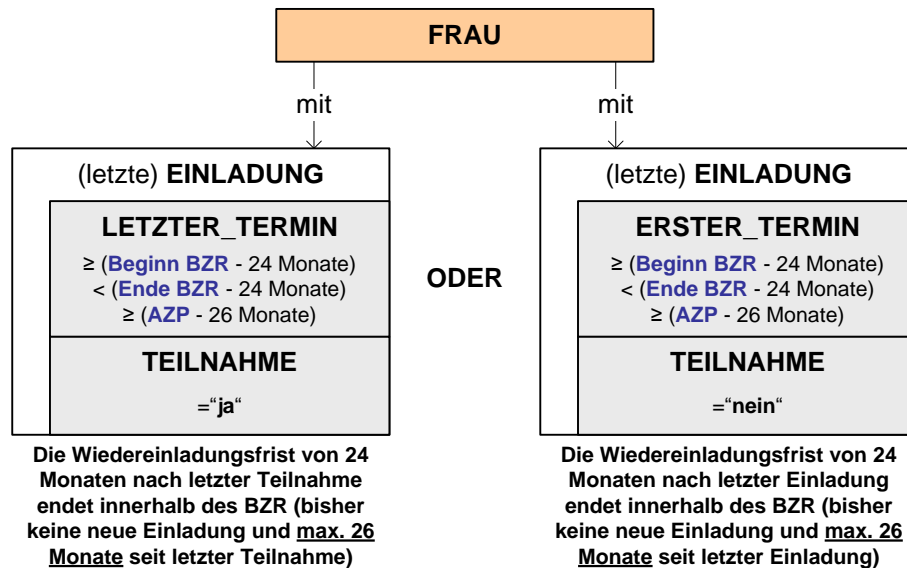 FRAU
mit
mit
(letzte) EINLADUNG
LETZTER_TERMIN
≥ (Beginn BZR - 24 Monate)
< (Ende BZR - 24 Monate)
≥ (AZP - 26 Monate)
TEILNAHME
=“ja“
Die Wiedereinladungsfrist von 24
Monaten nach letzter Teilnahme
endet innerhalb des BZR (bisher
keine neue Einladung und max. 26
Monate seit letzter Teilnahme)
ODER
(letzte) EINLADUNG
ERSTER_TERMIN
≥ (Beginn BZR - 24 Monate)
< (Ende BZR - 24 Monate)
≥ (AZP - 26 Monate)
TEILNAHME
=“nein“
Die Wiedereinladungsfrist von 24
Monaten nach letzter Einladung
endet innerhalb des BZR (bisher
keine neue Einladung und max. 26
Monate seit letzter Einladung)